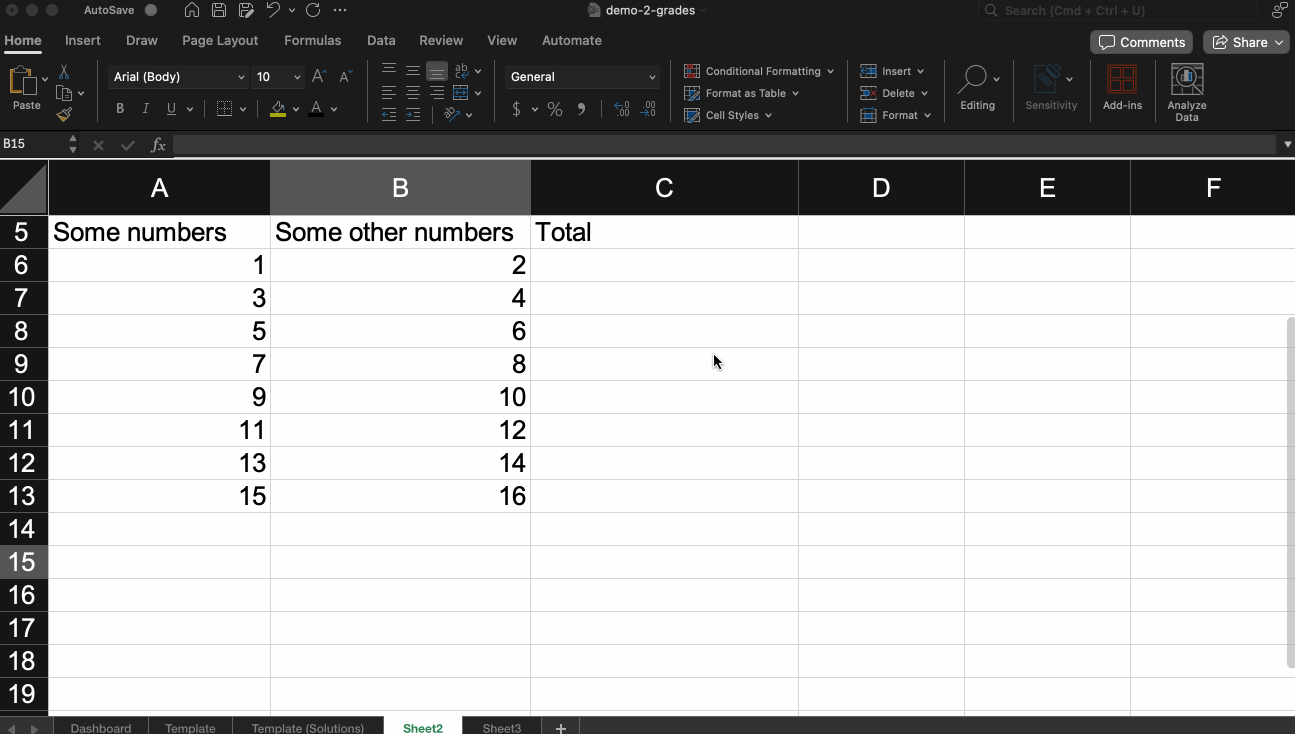 AutoSave
demo-2-grades
Search (Cmd + Ctrl + U)
Home Insert Draw Page Layout Formulas Data Review View Automate
Comments Share
Paste
Arial (Body) 10 A A
B I U A
ab
General
$ % 9 .00 .00
Conditional Formatting
Format as Table
Cell Styles
Insert
Delete
Format
Editing
Sensitivity
Add-ins
Analyze Data
B15 fx
A B C D E F
5 Some numbers Some other numbers Total
6 1 2
7 3 4
8 5 6
9 7 8
10 9 10
11 11 12
12 13 14
13 15 16
14
15
16
17
18
19
Dashboard Template Template (Solutions) Sheet2 Sheet3 +